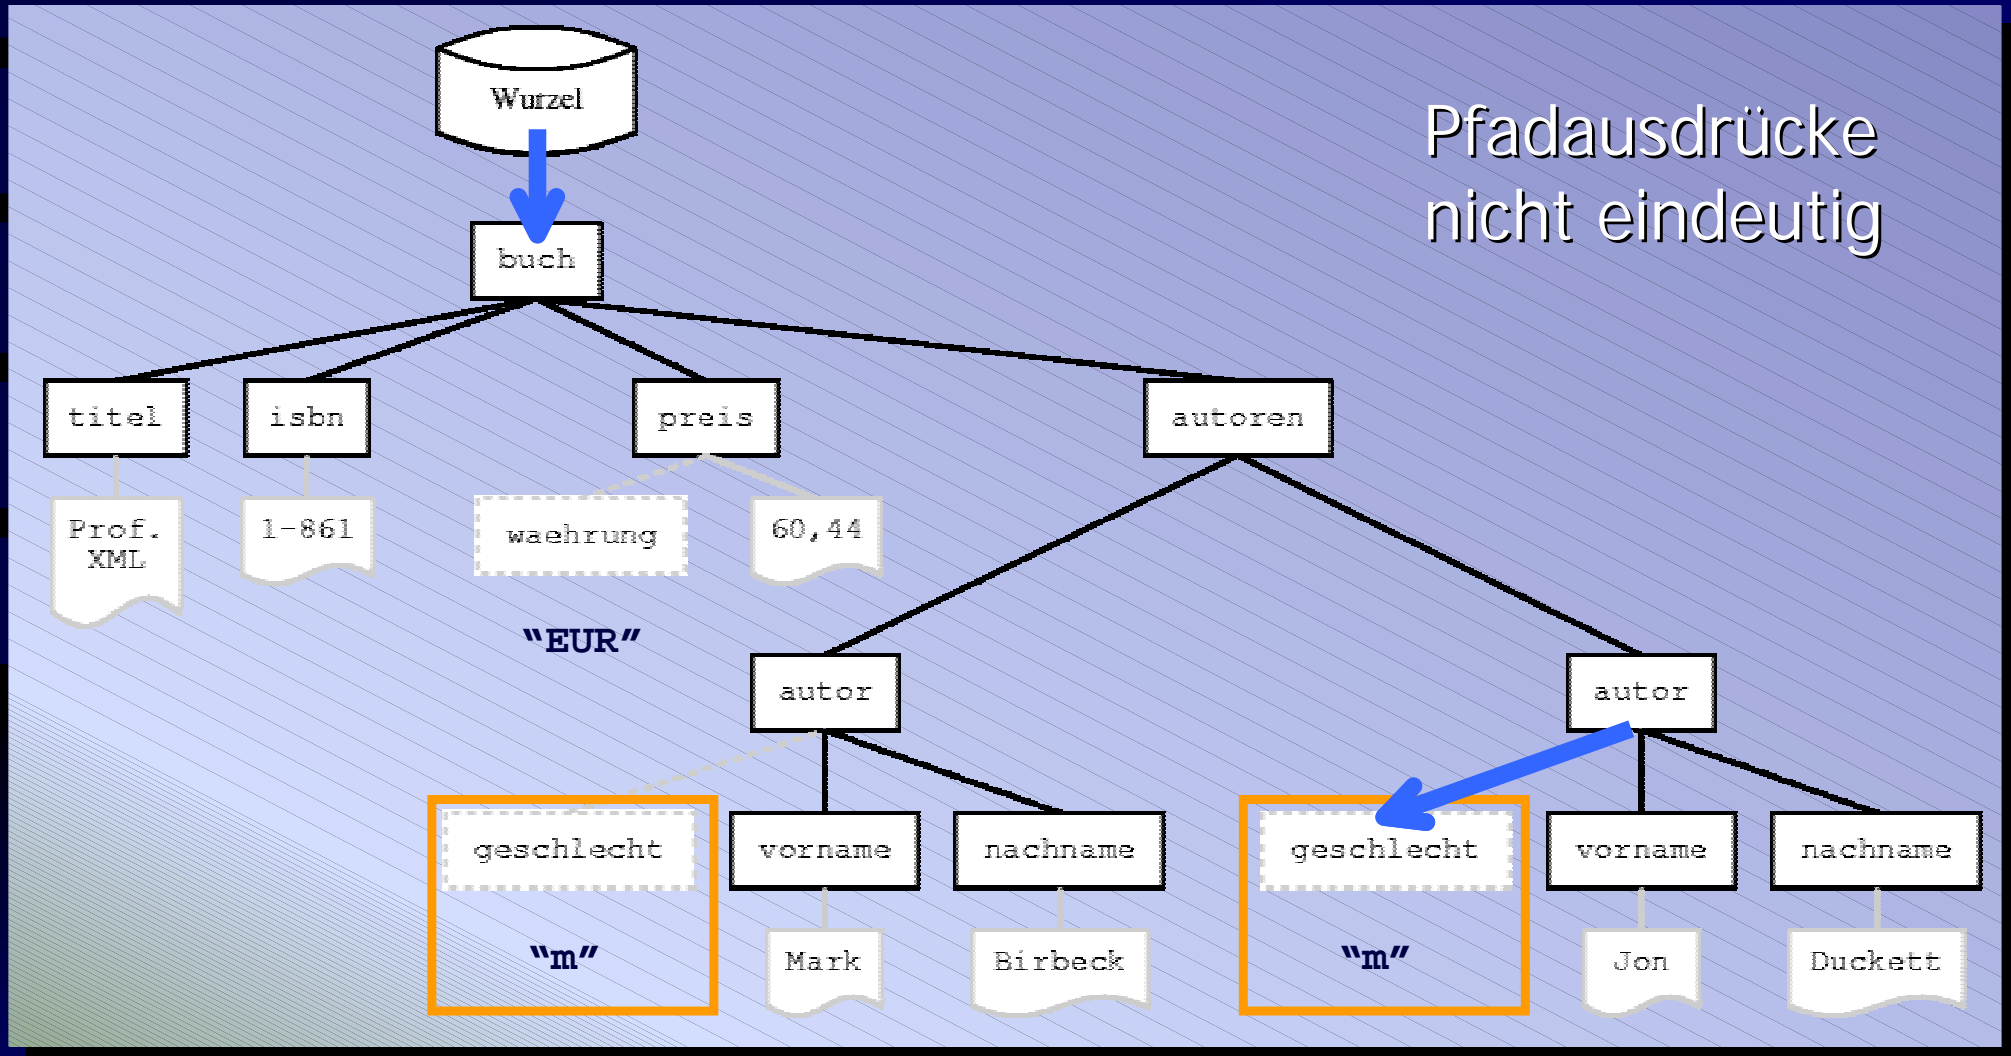 Wurzel
Pfadausdrücke
nicht eindeutig
buch
titel
isbn
preis
autoren
Prof.
XML
1-861
waehrung
60,44
"EUR"
autor
autor
geschlecht
vorname
nachname
geschlecht
vorname
nachname
"m"
Mark
Birbeck
"m"
Jon
Duckett